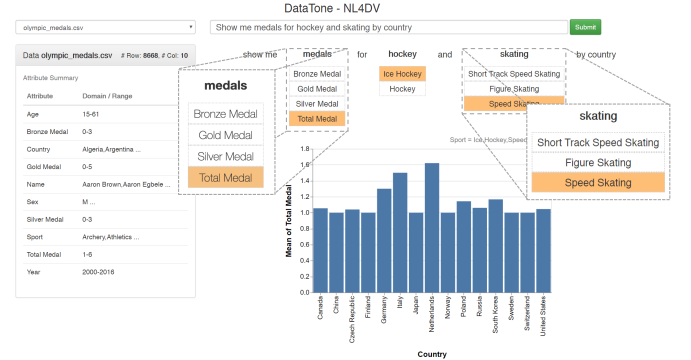 DataTone - NL4DV
olympic_medals.csv
Show me medals for hockey and skating by country
Submit
Data olympic_medals.csv # Row: 8668, # Col: 10
Attribute Summary
Attribute Domain / Range
Age 15-61
Bronze Medal 0-3
Country Algeria,Argentina ...
Gold Medal 0-5
Name Aaron Brown,Aaron Egbele ...
Sex M ...
Silver Medal 0-3
Sport Archery,Athletics ...
Total Medal 1-6
Year 2000-2016
show me medals for hockey and skating by country
Bronze Medal
Gold Medal
Silver Medal
Total Medal
Ice Hockey
Hockey
Short Track Speed Skating
Figure Skating
Speed Skating
medals
Bronze Medal
Gold Medal
Silver Medal
Total Medal
skating
Short Track Speed Skating
Figure Skating
Speed Skating
Sport = Ice,Hockey,Speed
Mean of Total Medal
1.8
1.6
1.4
1.2
1.0
0.8
0.6
0.4
0.2
0.0
Canada
China
Czech Republic
Finland
Germany
Italy
Japan
Netherlands
Norway
Poland
Russia
South Korea
Sweden
Switzerland
United States
Country